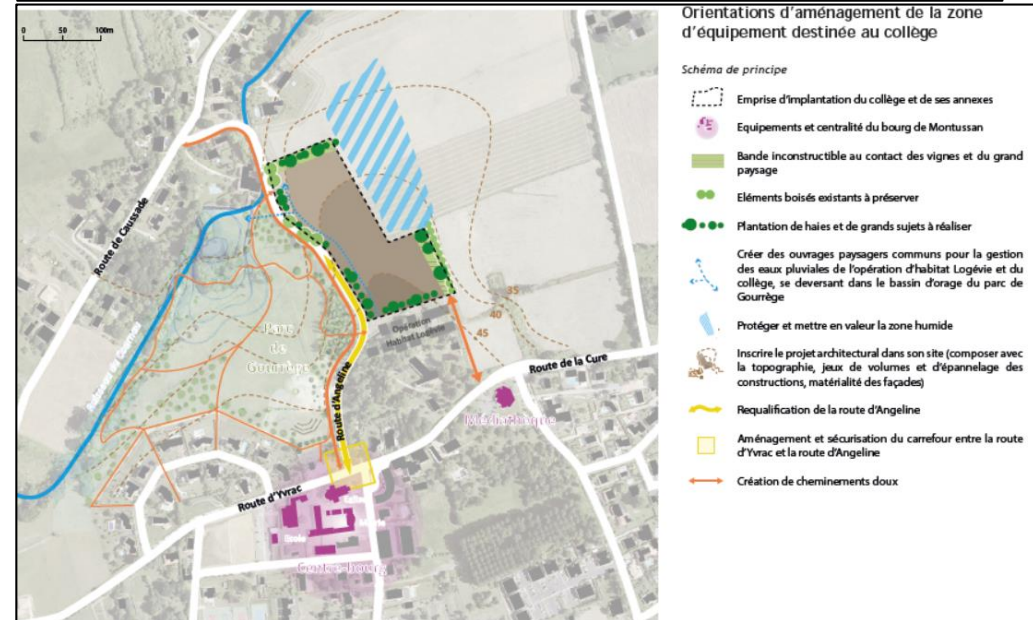 Orientations d'aménagement de la zone
d'équipement destinée au collège
Schéma de principe
Emprise d'implantation du collège et de ses annexes
Equipements et centralité du bourg de Montussan
Bande inconstructible au contact des vignes et du grand
paysage
Eléments boisés existants à préserver
Plantation de haies et de grands sujets à réaliser
Créer des ouvrages paysagers communs pour la gestion
des eaux pluviales de l'opération d'habitat Logévie et du
collège, se deversant dans le bassin d'orage du parc de
Gourrège
Protéger et mettre en valeur la zone humide
Inscrire le projet architectural dans son site (composer avec
la topographie, jeux de volumes et d'épannelage des
constructions, matérialité des façades)
Requalification de la route d'Angeline
Aménagement et sécurisation du carrefour entre la route
d'Yvrac et la route d'Angeline
Création de cheminements doux
0 50 100m
Route de Caussade
Parc
de
Gourrège
Route d'Angeline
Opération
Habitat Logévie
35
40
45
Route de la Cure
Médiathèque
Route d'Yvrac
Ecole
Centre-bourg